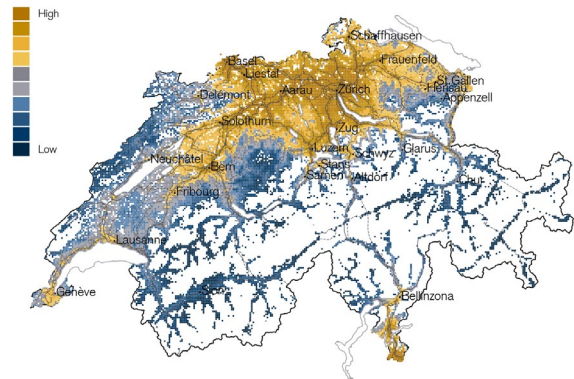 High
Low
Schaffhausen
Basel
Liestal
Frauenfeld
Delémont
Aarau
Zürich
St.Gallen
Herisau
Appenzell
Solothurn
Zug
Neuchâtel
Luzern
Schwyz
Glarus
Bern
Stans
Sarnen
Altdorf
Chur
Fribourg
Lausanne
Genève
Sion
Bellinzona